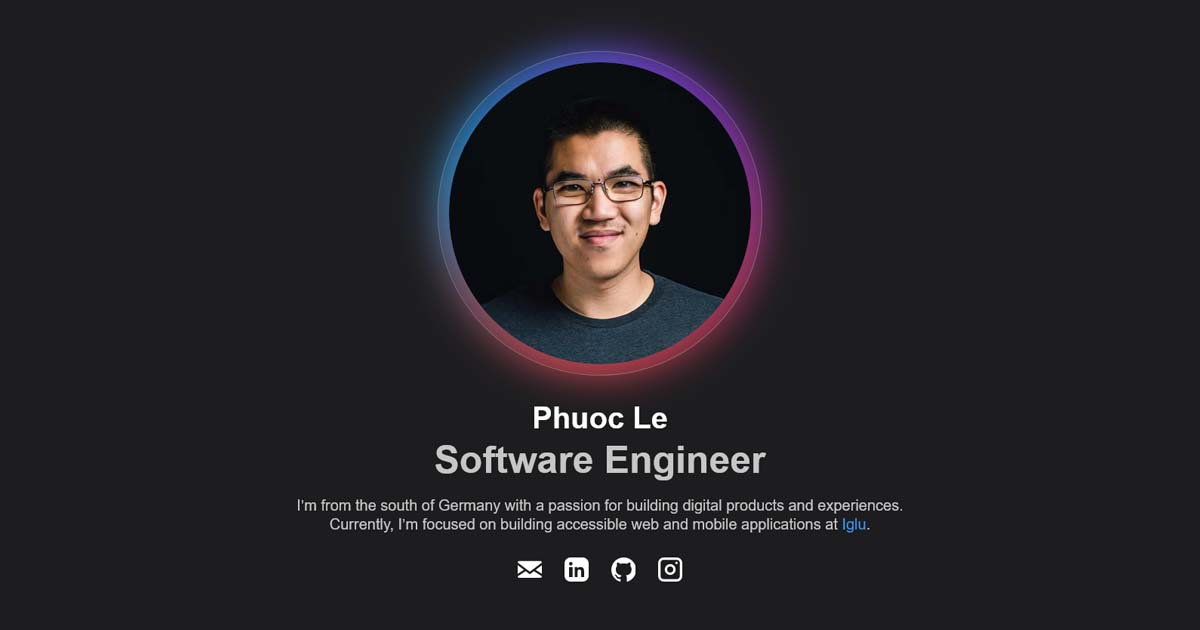 Phuoc Le
Software Engineer
I'm from the south of Germany with a passion for building digital products and experiences.
Currently, I'm focused on building accessible web and mobile applications at Iglu.
in